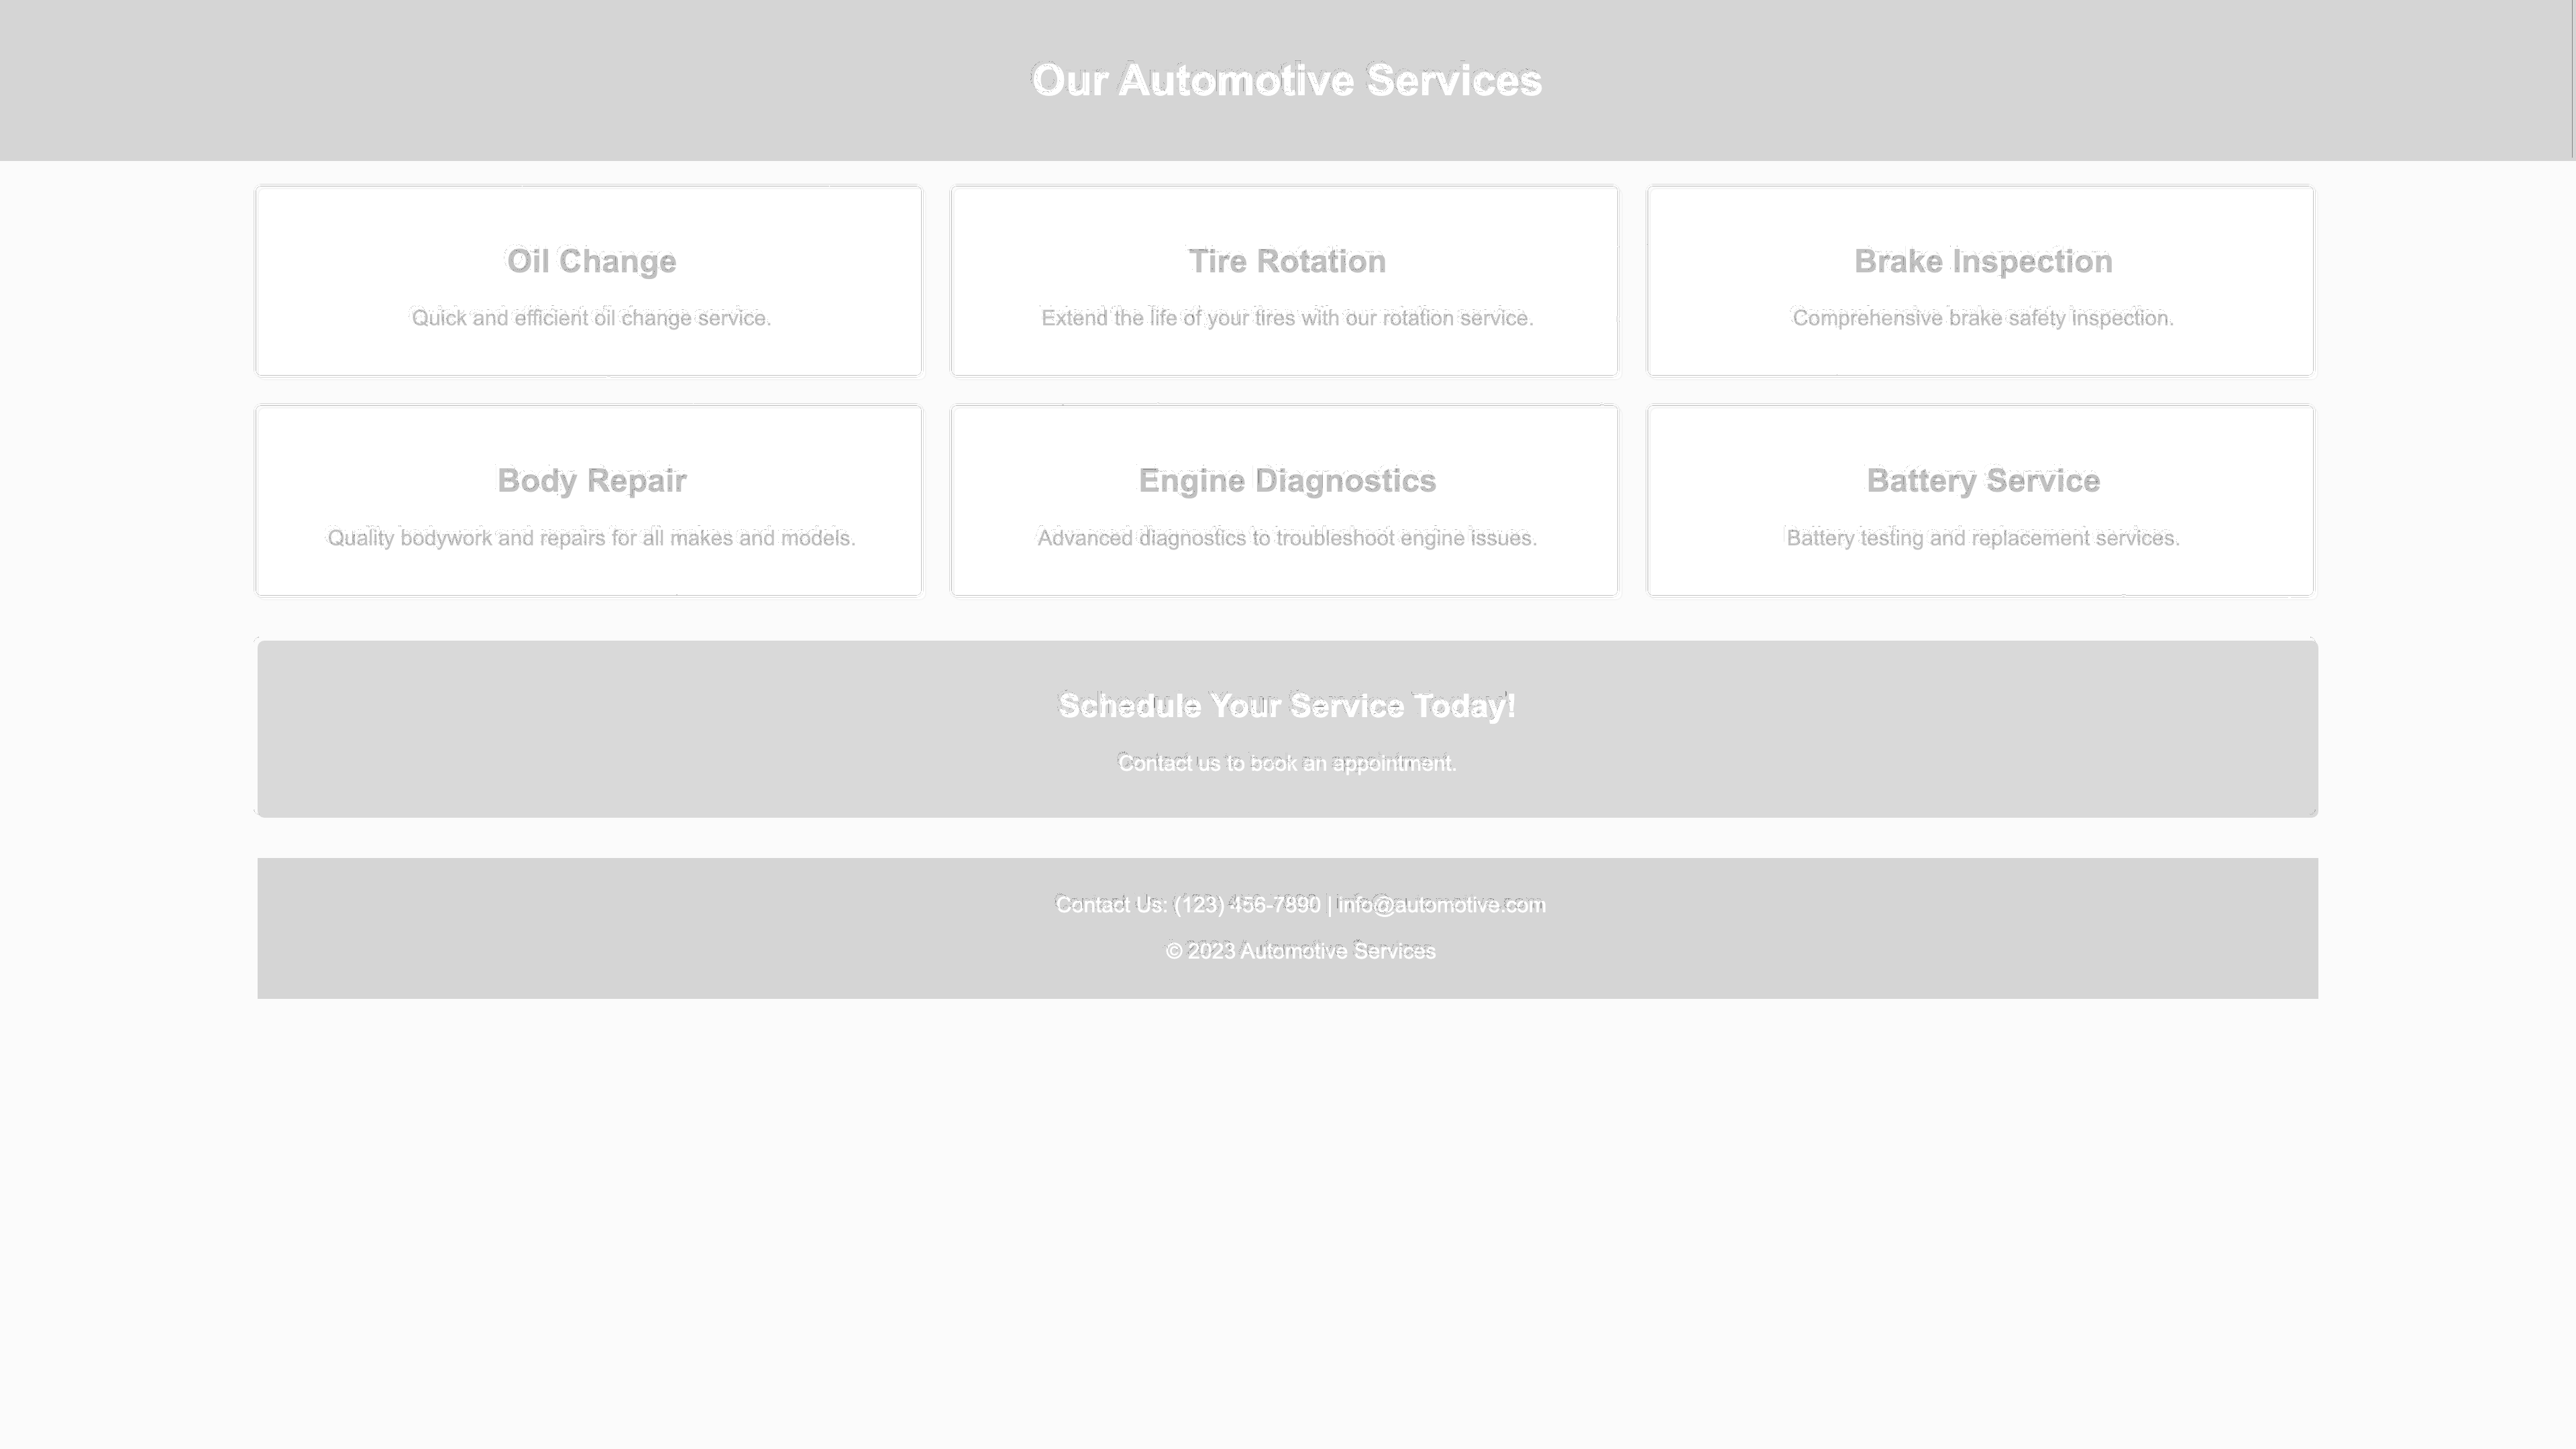 Our Automotive Services
Oil Change
Quick and efficient oil change service.
Tire Rotation
Extend the life of your tires with our rotation service.
Brake Inspection
Comprehensive brake safety inspection.
Body Repair
Quality bodywork and repairs for all makes and models.
Engine Diagnostics
Advanced diagnostics to troubleshoot engine issues.
Battery Service
Battery testing and replacement services.
Schedule Your Service Today!
Contact us to book an appointment.
Contact Us: (123) 456-7890 | info@automotive.com
© 2023 Automotive Services